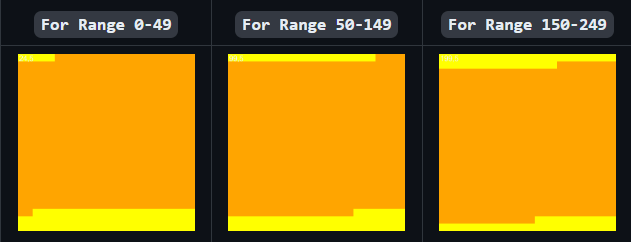 For Range 0-49
For Range 50-149
For Range 150-249